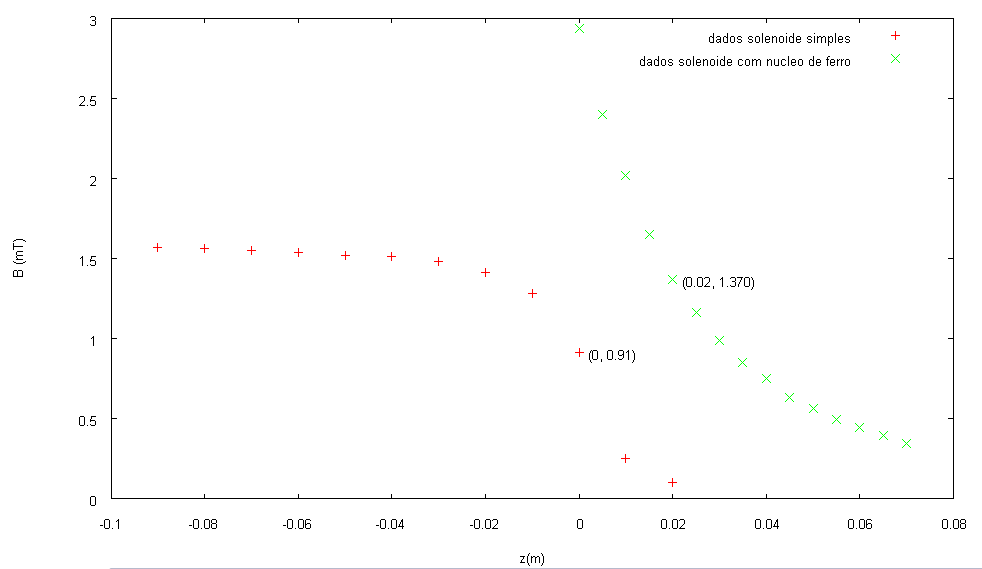 3
dados solenoide simples
dados solenoide com nucleo de ferro
2.5
2
B (mT)
1.5
(0.02, 1.370)
1
(0, 0.91)
0.5
0
-0.1 -0.08 -0.06 -0.04 -0.02 0 0.02 0.04 0.06 0.08
z(m)